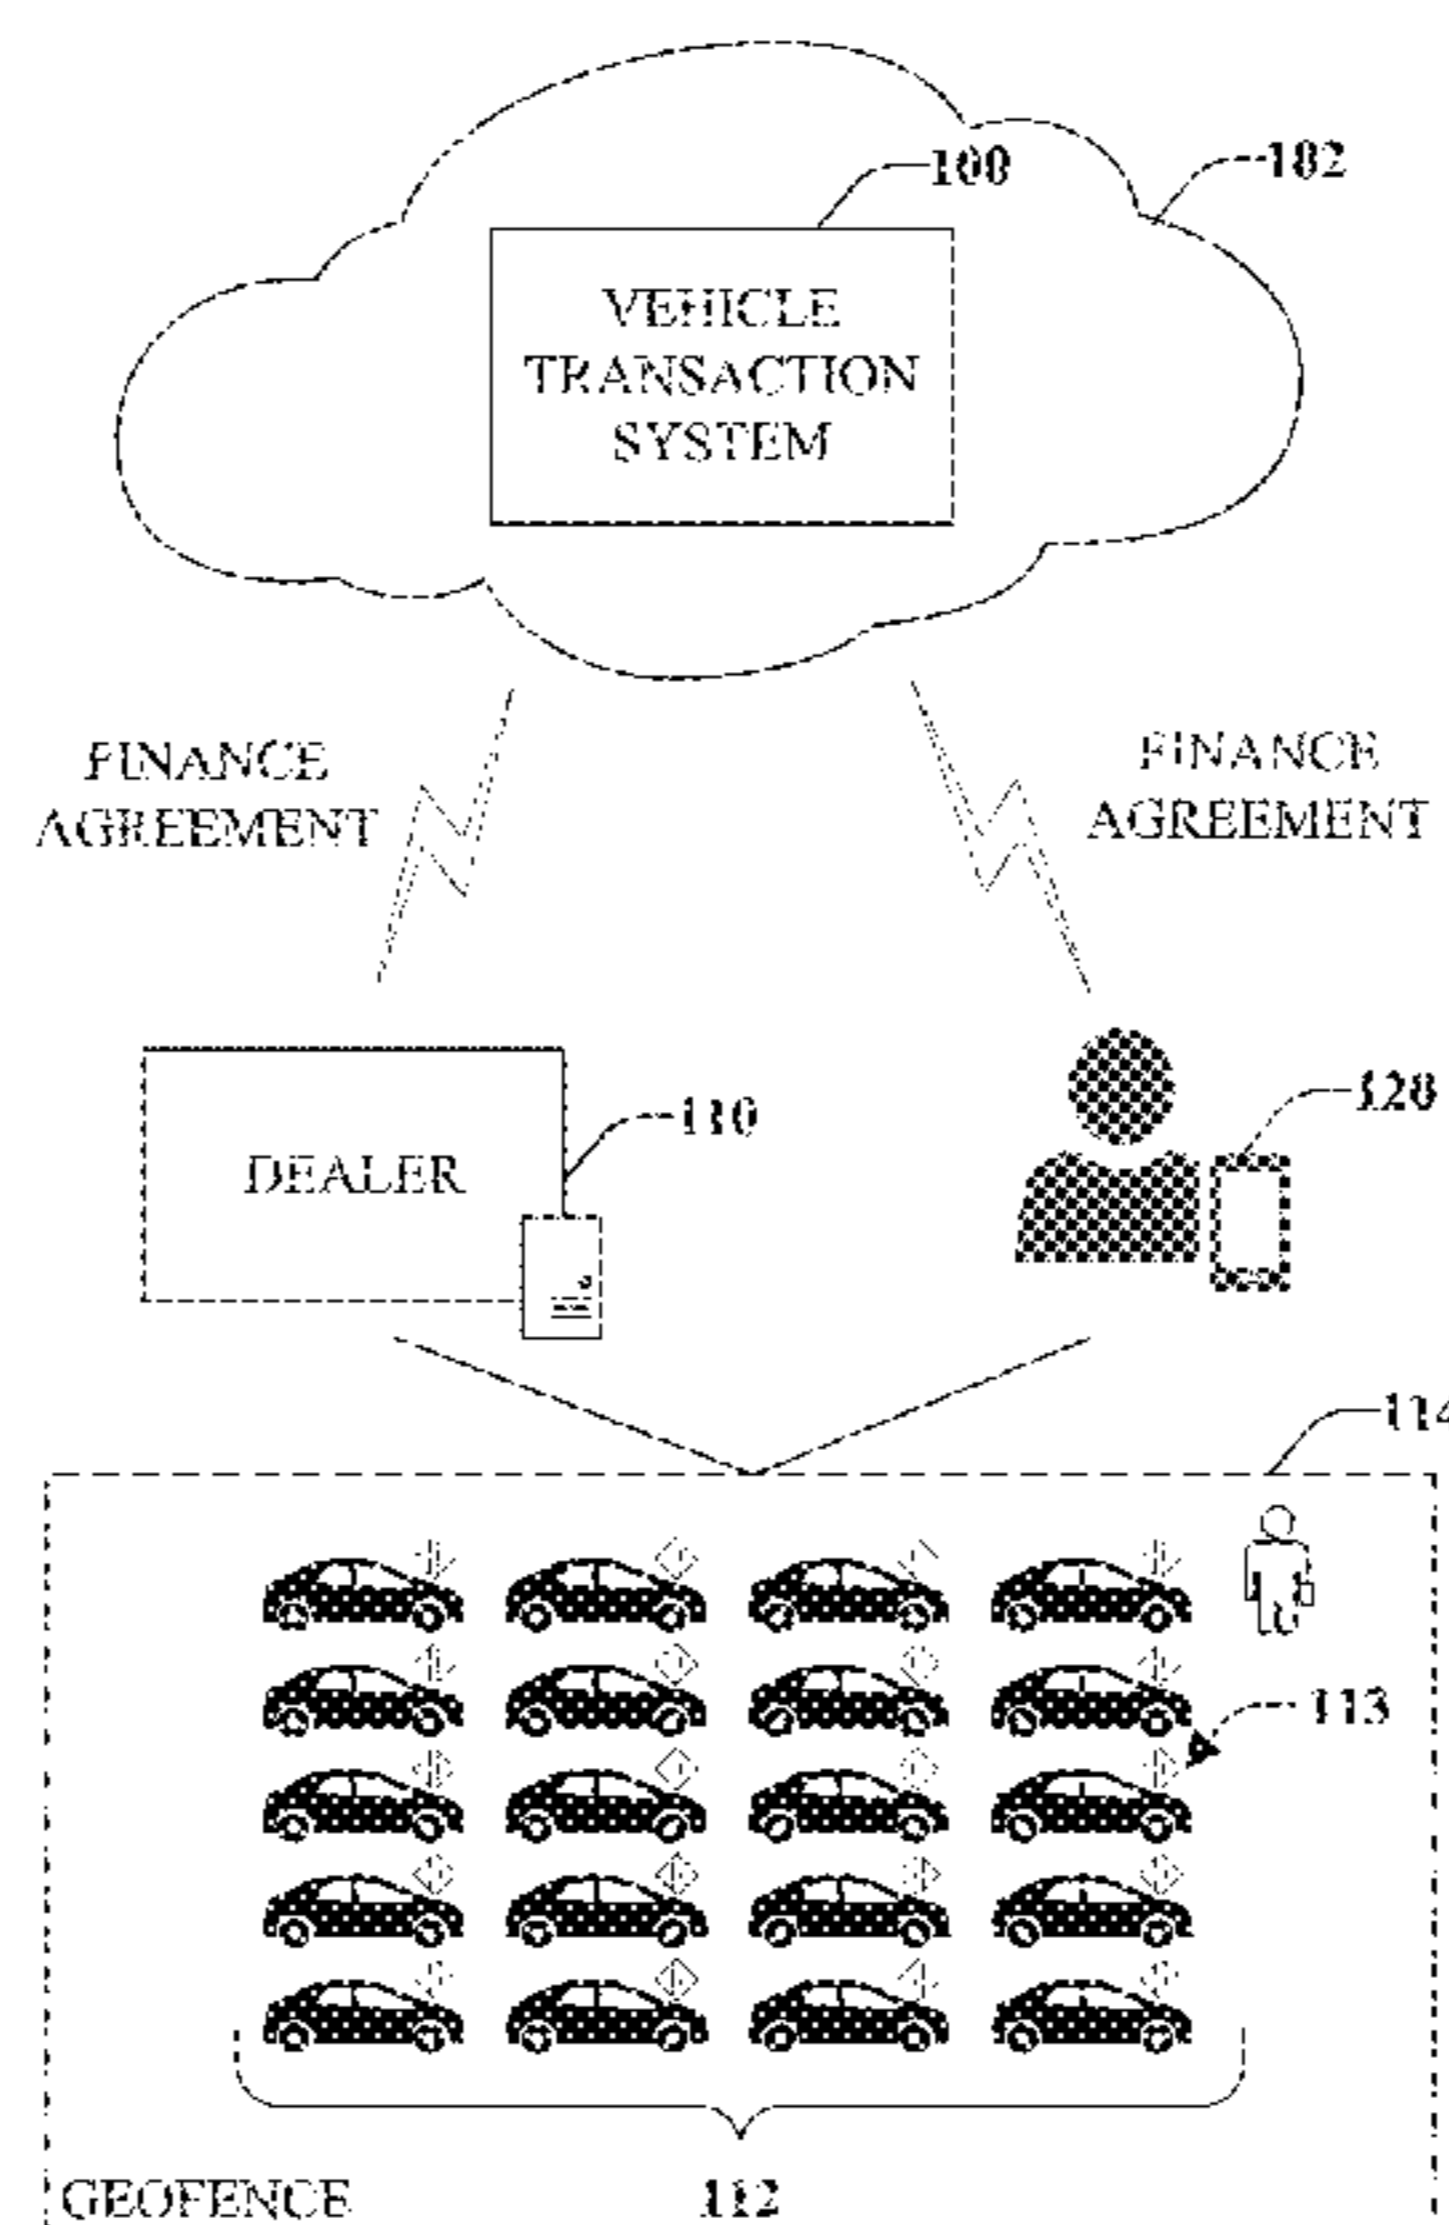 100
102
VEHICLE
TRANSACTION
SYSTEM
FINANCE
AGREEMENT
FINANCE
AGREEMENT
DEALER
110
120
114
113
GEOFENCE
112